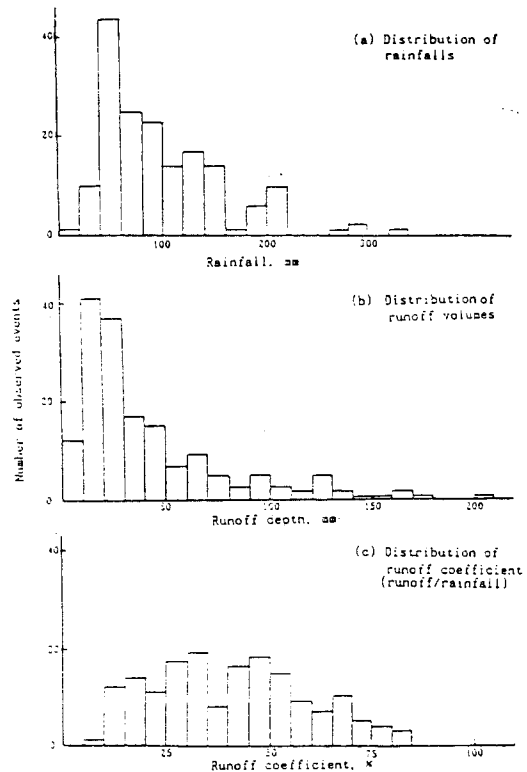 (a) Distribution of
rainfalls
40
20
0
100
200
300
Rainfall, mm
Number of observed events
(b) Distribution of
runoff volumes
40
20
0
50
100
150
200
Runoff depth, mm
(c) Distribution of
runoff coefficient
(runoff/rainfall)
40
20
0
25
50
75
100
Runoff coefficient, %